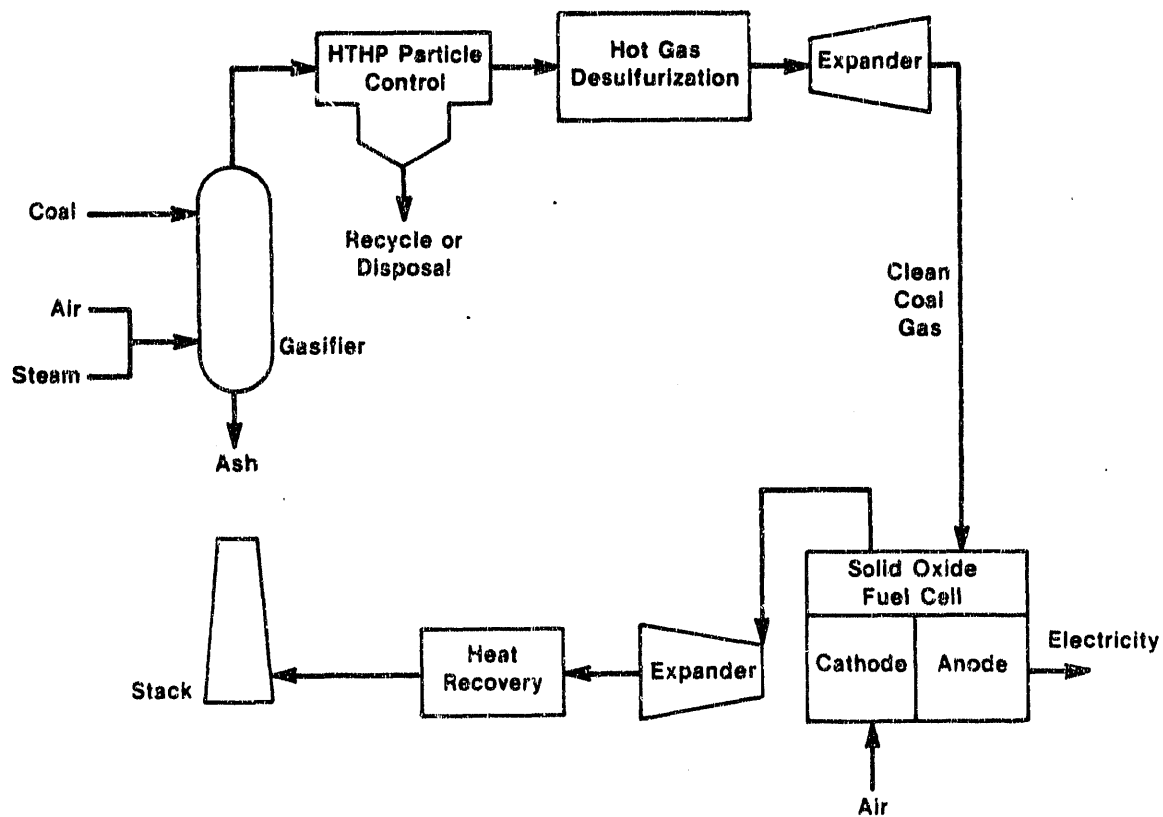 HTHP Particle
Control
Hot Gas
Desulfurization
Expander
Coal
Recycle or
Disposal
Clean
Coal
Gas
Air
Steam
Gasifier
Ash
Solid Oxide
Fuel Cell
Cathode
Anode
Electricity
Expander
Heat
Recovery
Stack
Air